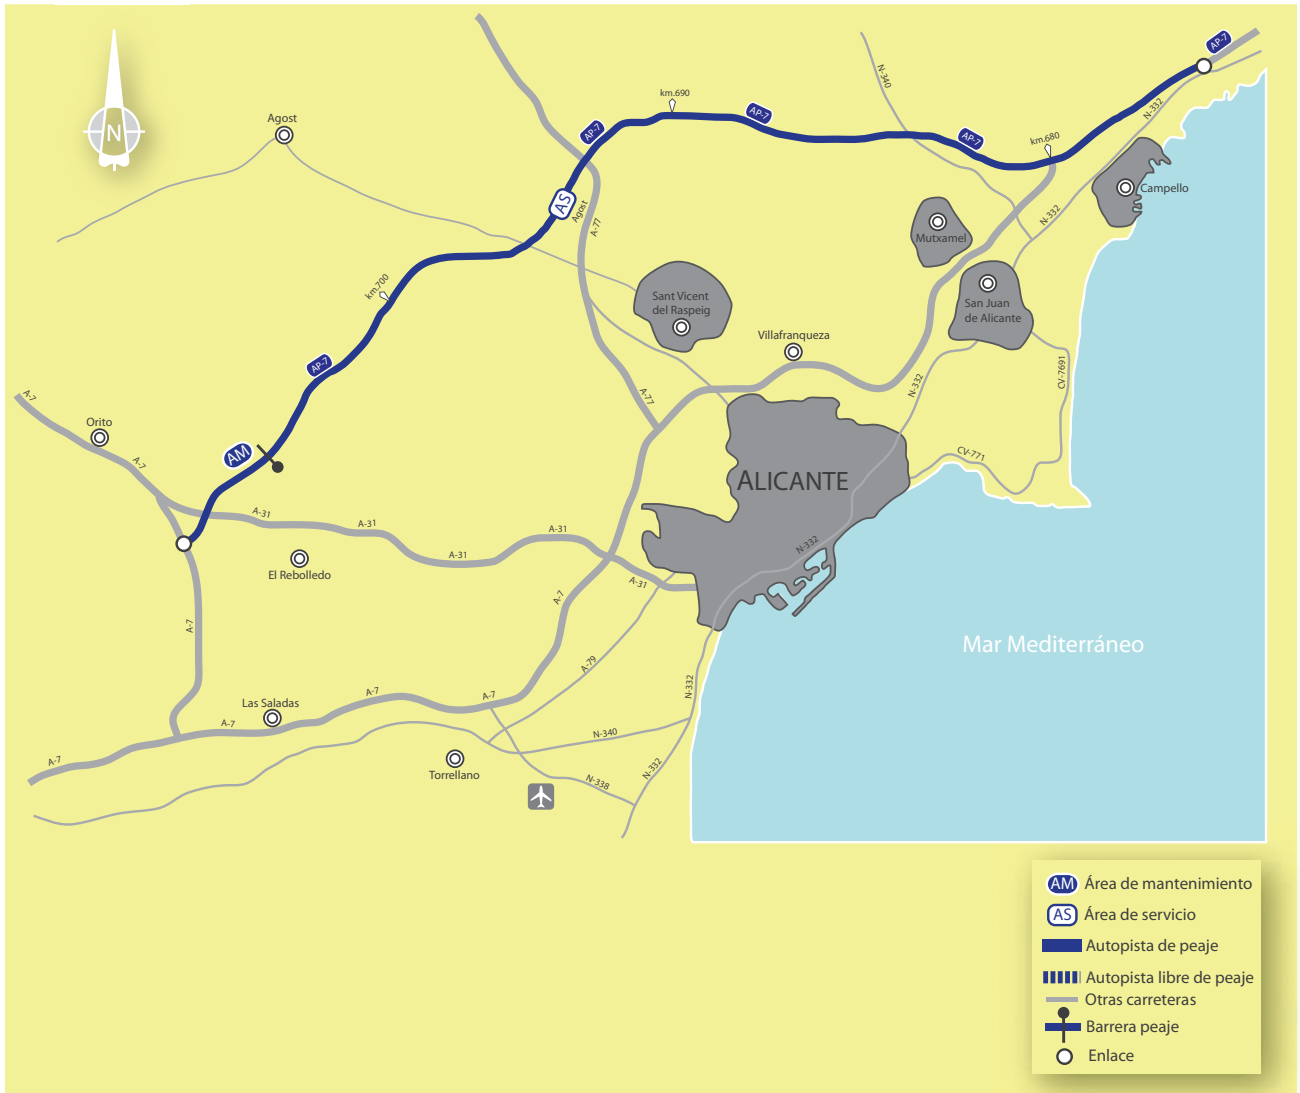 AP-7
N-340
km.690
AP-7
N-332
N
Agost
AP-7
AP-7
km.680
Campello
AS
Agost
A-77
N-332
Mutxamel
km.700
Sant Vicent
del Raspeig
San Juan
de Alicante
Villafranqueza
AP-7
CV-7691
A-7
A-77
N-332
Orito
AM
A-7
CV-771
ALICANTE
A-31
A-31
A-31
A-31
N-332
El Rebolledo
A-31
A-7
A-7
Mar Mediterráneo
A-79
N-332
A-7
A-7
Las Saladas
A-7
N-340
A-7
Torrellano
N-332
N-338
AM Área de mantenimiento
AS Área de servicio
Autopista de peaje
Autopista libre de peaje
Otras carreteras
Barrera peaje
Enlace